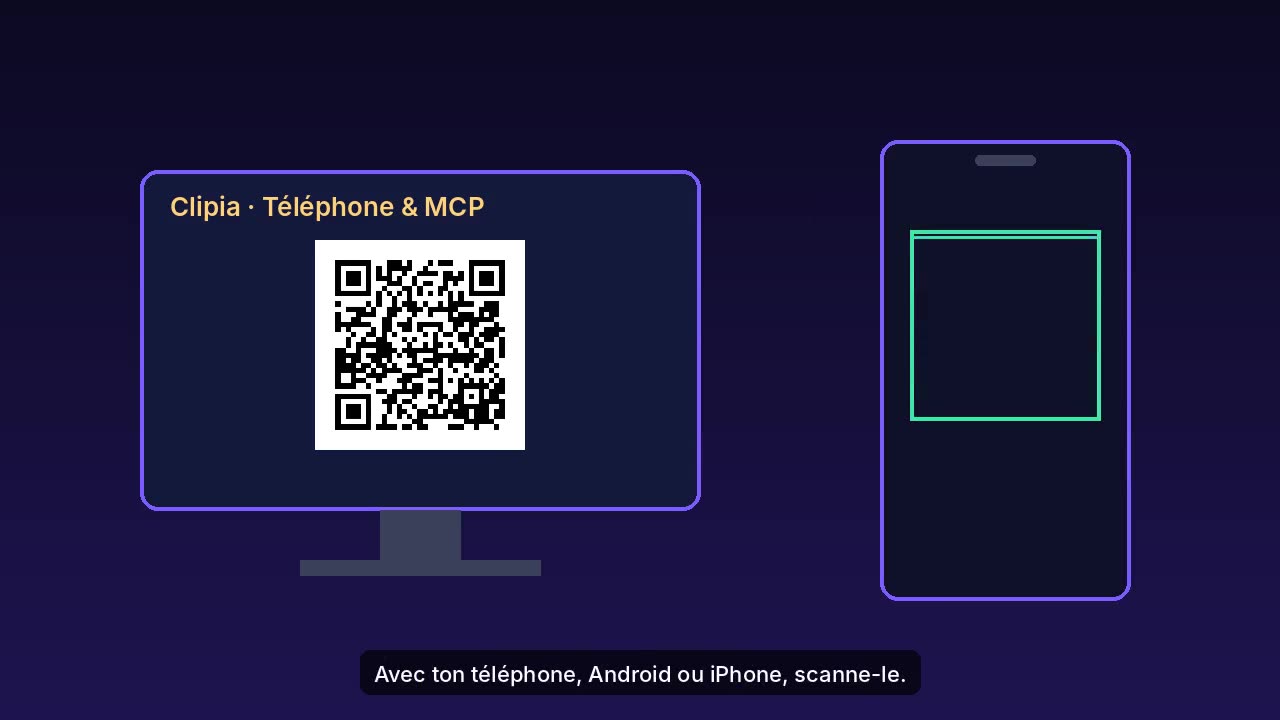 Clipia · Téléphone & MCP
Avec ton téléphone, Android ou iPhone, scanne-le.